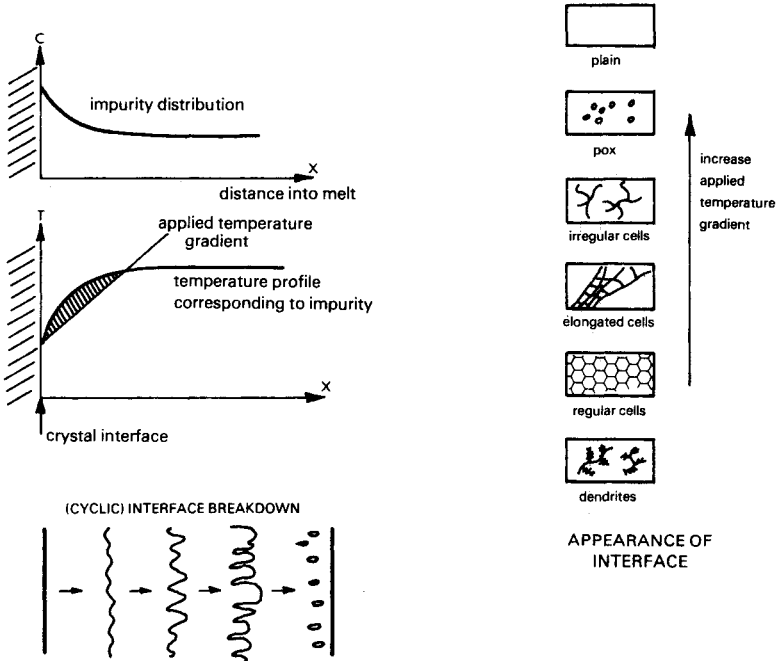 C
impurity distribution
X
distance into melt
T
applied temperature
gradient
temperature profile
corresponding to impurity
X
crystal interface
(CYCLIC) INTERFACE BREAKDOWN
plain
pox
irregular cells
elongated cells
regular cells
dendrites
increase
applied
temperature
gradient
APPEARANCE OF
INTERFACE